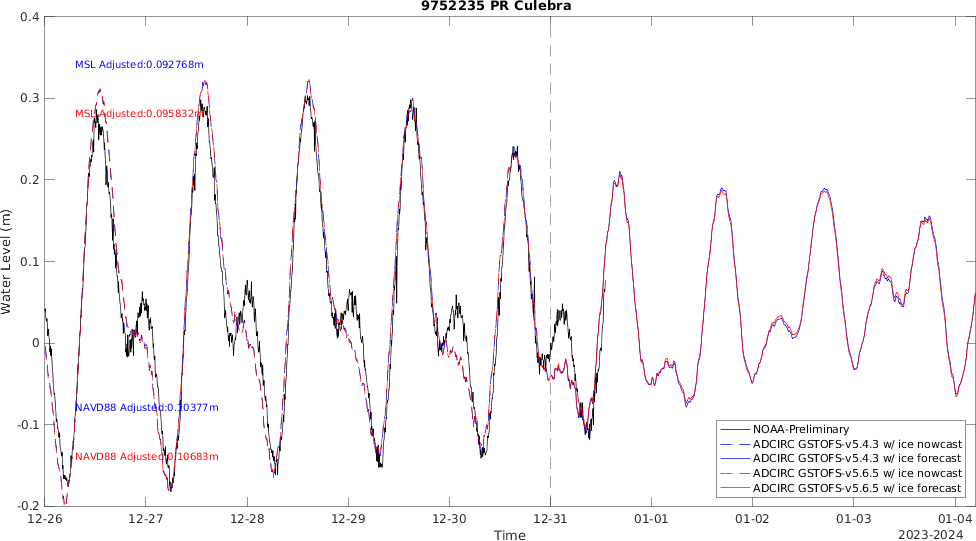 9752235 PR Culebra
0.4
MSL Adjusted:0.092768m
0.3
MSL Adjusted:0.095832m
0.2
0.1
Water Level (m)
0
NAVD88 Adjusted:0.10377m
-0.1
NAVD88 Adjusted:0.10683m
-0.2
NOAA-Preliminary
ADCIRC GSTOFS-v5.4.3 w/ ice nowcast
ADCIRC GSTOFS-v5.4.3 w/ ice forecast
ADCIRC GSTOFS-v5.6.5 w/ ice nowcast
ADCIRC GSTOFS-v5.6.5 w/ ice forecast
12-26 12-27 12-28 12-29 12-30 12-31 01-01 01-02 01-03 01-04
Time
2023-2024